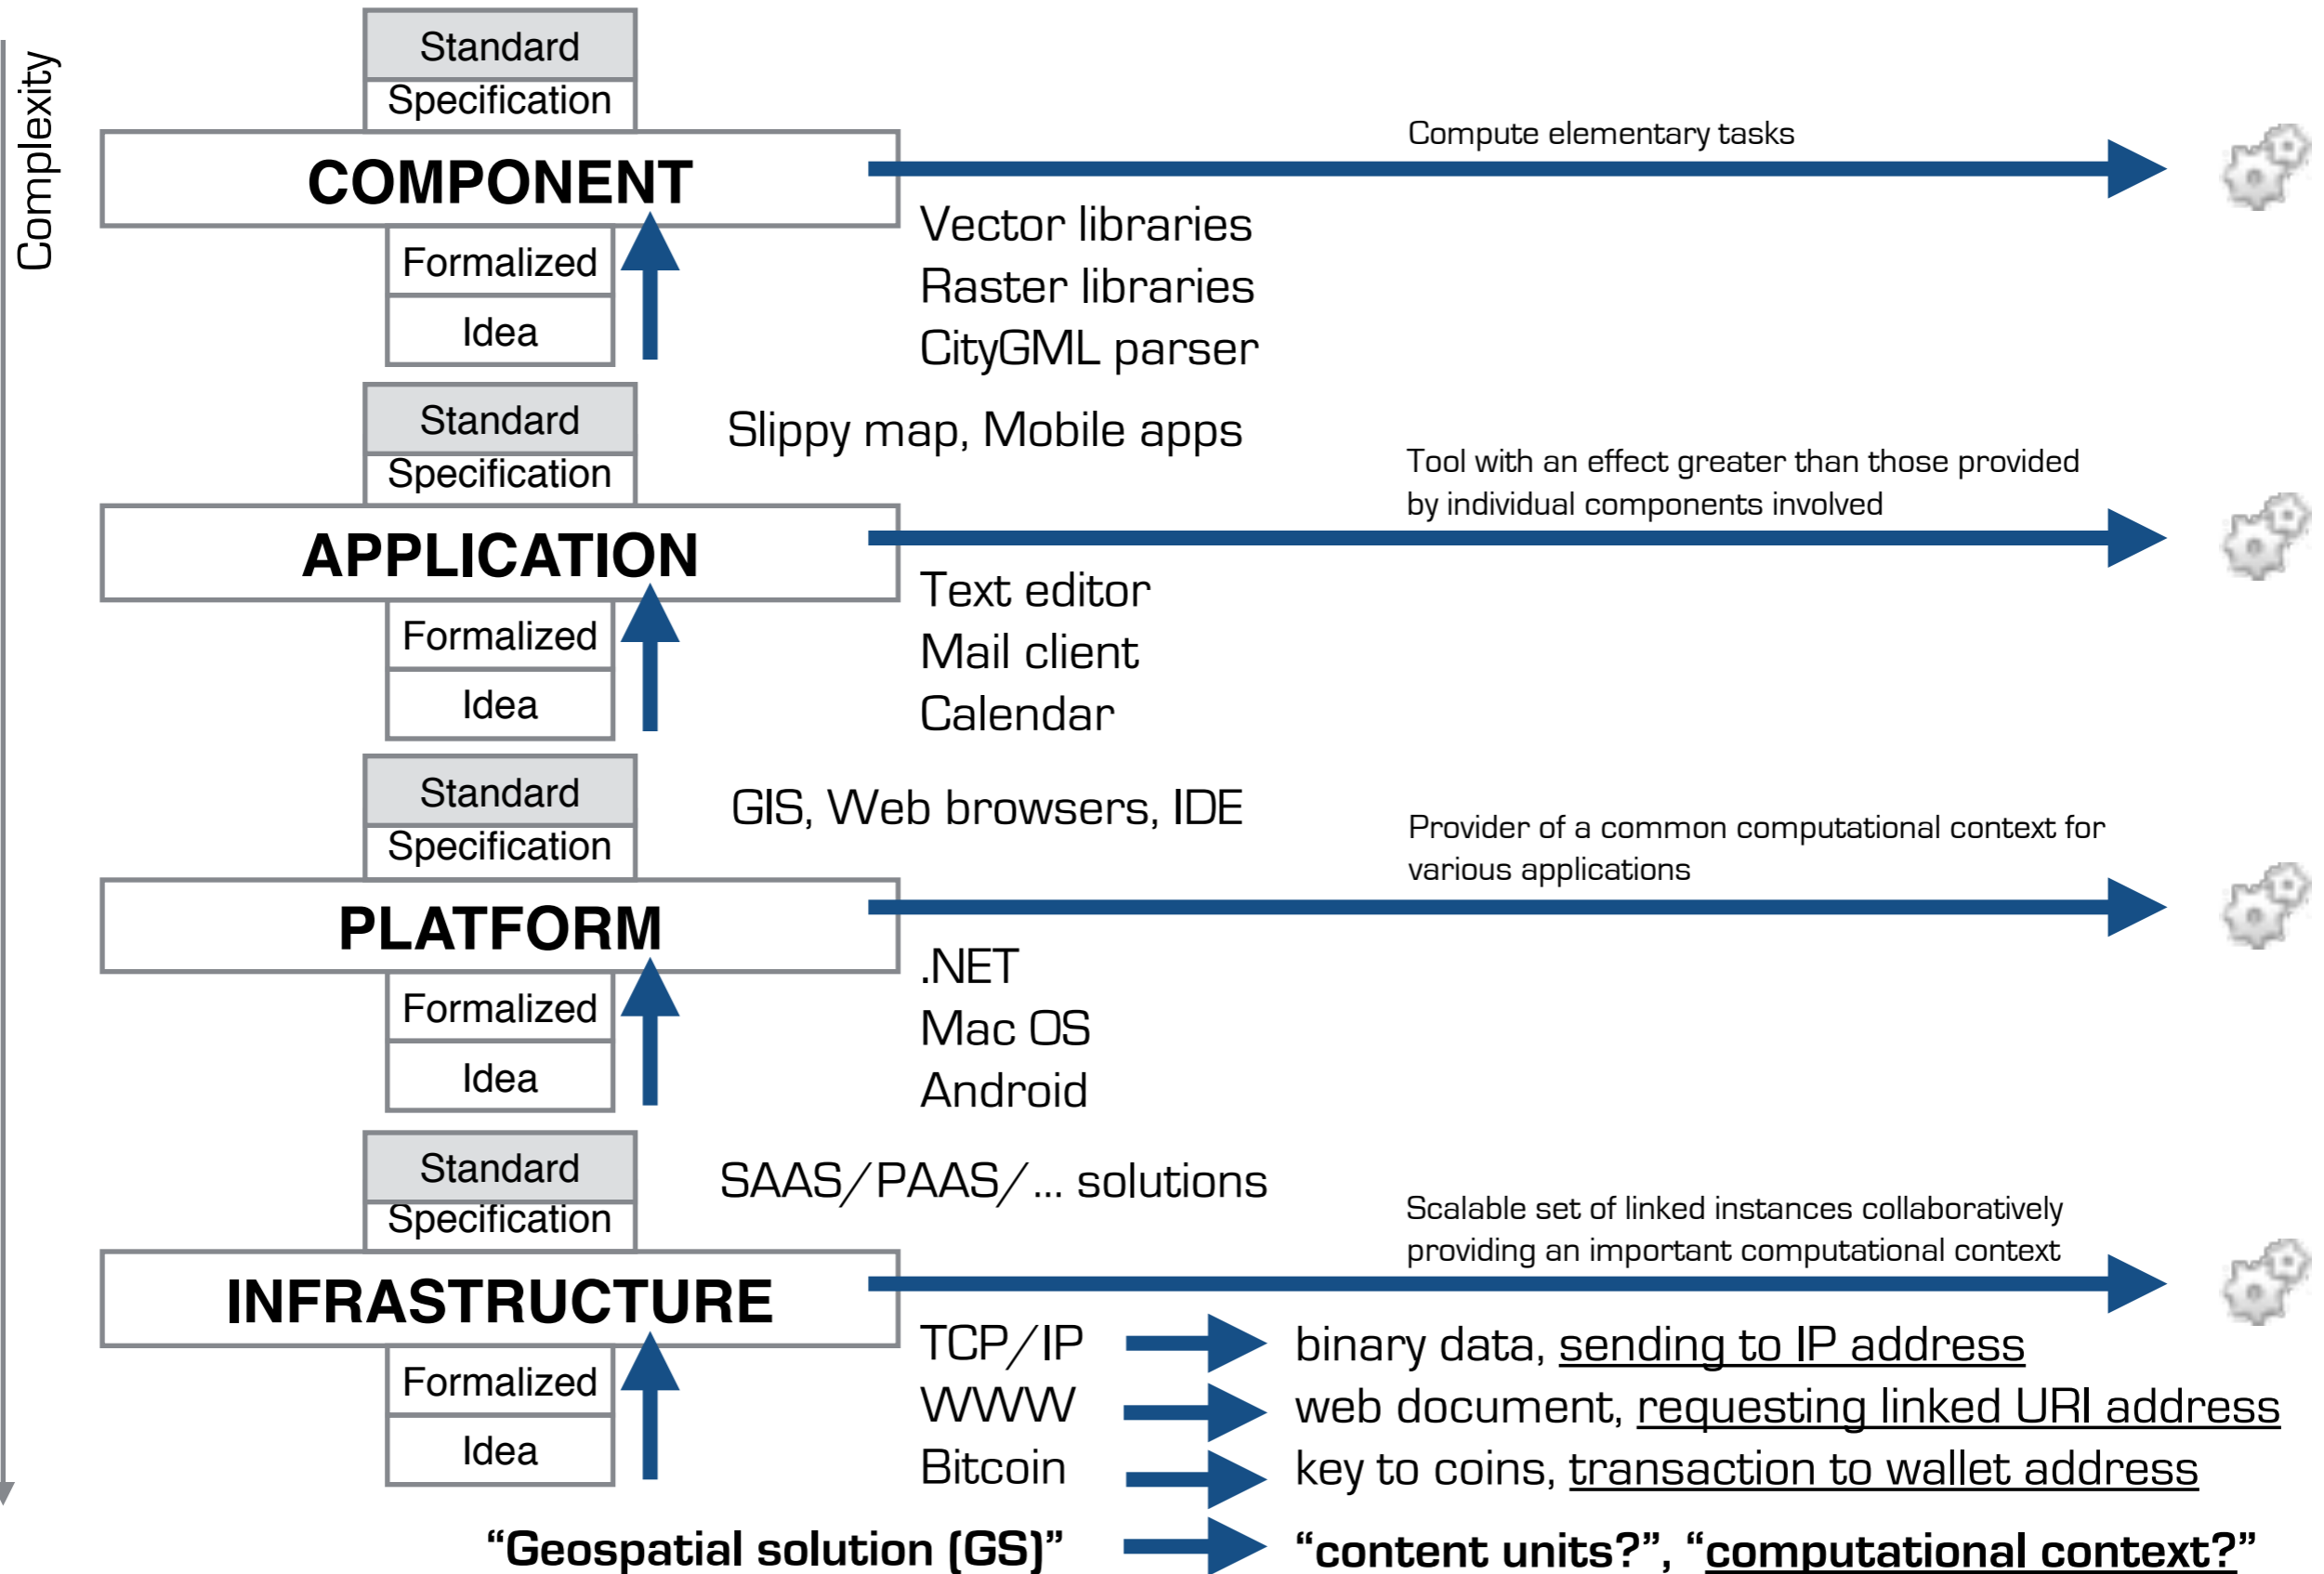 Complexity
Standard
Specification
COMPONENT
Formalized
Idea
Compute elementary tasks
Vector libraries
Raster libraries
CityGML parser
Slippy map, Mobile apps
Standard
Specification
APPLICATION
Formalized
Idea
Tool with an effect greater than those provided
by individual components involved
Text editor
Mail client
Calendar
GIS, Web browsers, IDE
Standard
Specification
PLATFORM
Formalized
Idea
Provider of a common computational context for
various applications
.NET
Mac OS
Android
SAAS/PAAS/... solutions
Standard
Specification
INFRASTRUCTURE
Formalized
Idea
Scalable set of linked instances collaboratively
providing an important computational context
TCP/IP binary data, sending to IP address
WWW web document, requesting linked URI address
Bitcoin key to coins, transaction to wallet address
“Geospatial solution (GS)” “content units?”, “computational context?”